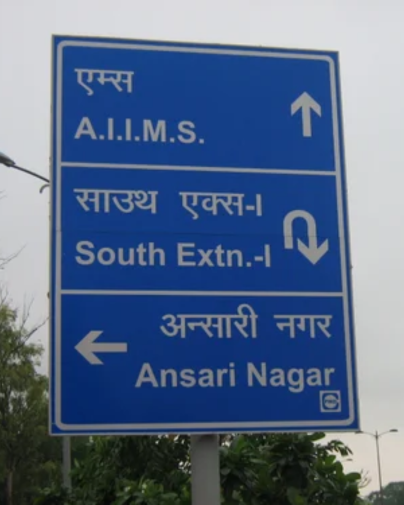 एम्स
A.I.I.M.S.
साउथ एक्स-I
South Extn.-I
अन्सारी नगर
Ansari Nagar